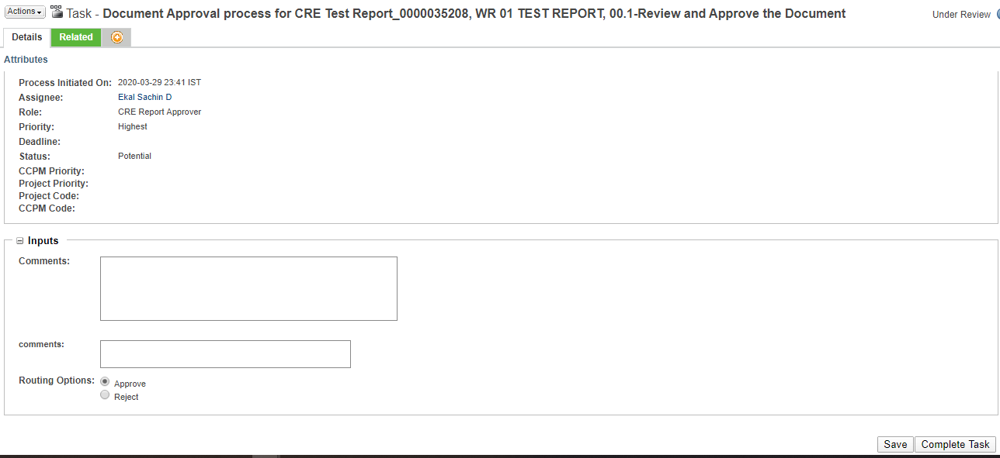 Actions Task - Document Approval process for CRE Test Report_0000035208, WR 01 TEST REPORT, 00.1-Review and Approve the Document Under Review
Details Related
Attributes
Process Initiated On: 2020-03-29 23:41 IST
Assignee: Ekal Sachin D
Role: CRE Report Approver
Priority: Highest
Deadline:
Status: Potential
CCPM Priority:
Project Priority:
Project Code:
CCPM Code:
Inputs
Comments:
comments:
Routing Options: Approve
Reject
Save Complete Task